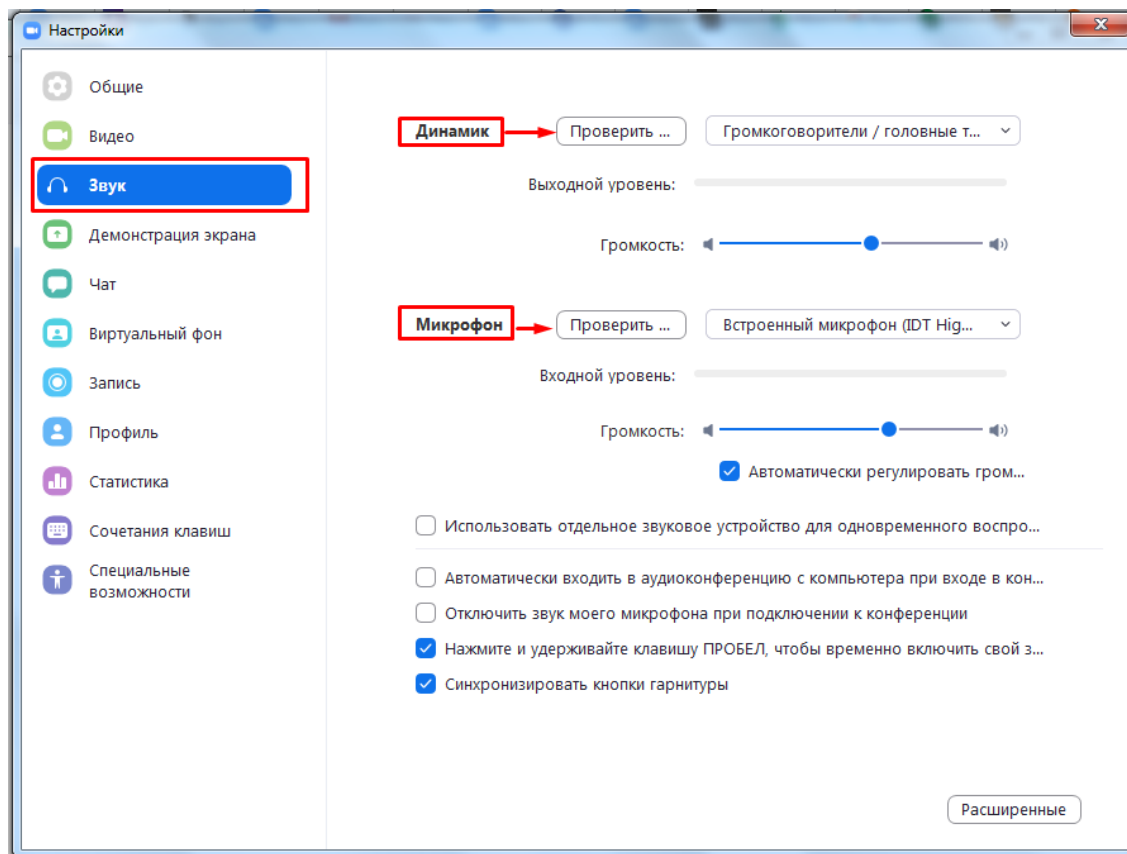 Настройки
Общие
Видео
Звук
Демонстрация экрана
Чат
Виртуальный фон
Запись
Профиль
Статистика
Сочетания клавиш
Специальные
возможности
Динамик Проверить ... Громкоговорители / головные т...
Выходной уровень:
Громкость:
Микрофон Проверить ... Встроенный микрофон (IDT Hig...
Входной уровень:
Громкость:
Автоматически регулировать гром...
Использовать отдельное звуковое устройство для одновременного воспро...
Автоматически входить в аудиоконференцию с компьютера при входе в кон...
Отключить звук моего микрофона при подключении к конференции
Нажмите и удерживайте клавишу ПРОБЕЛ, чтобы временно включить свой з...
Синхронизировать кнопки гарнитуры
Расширенные